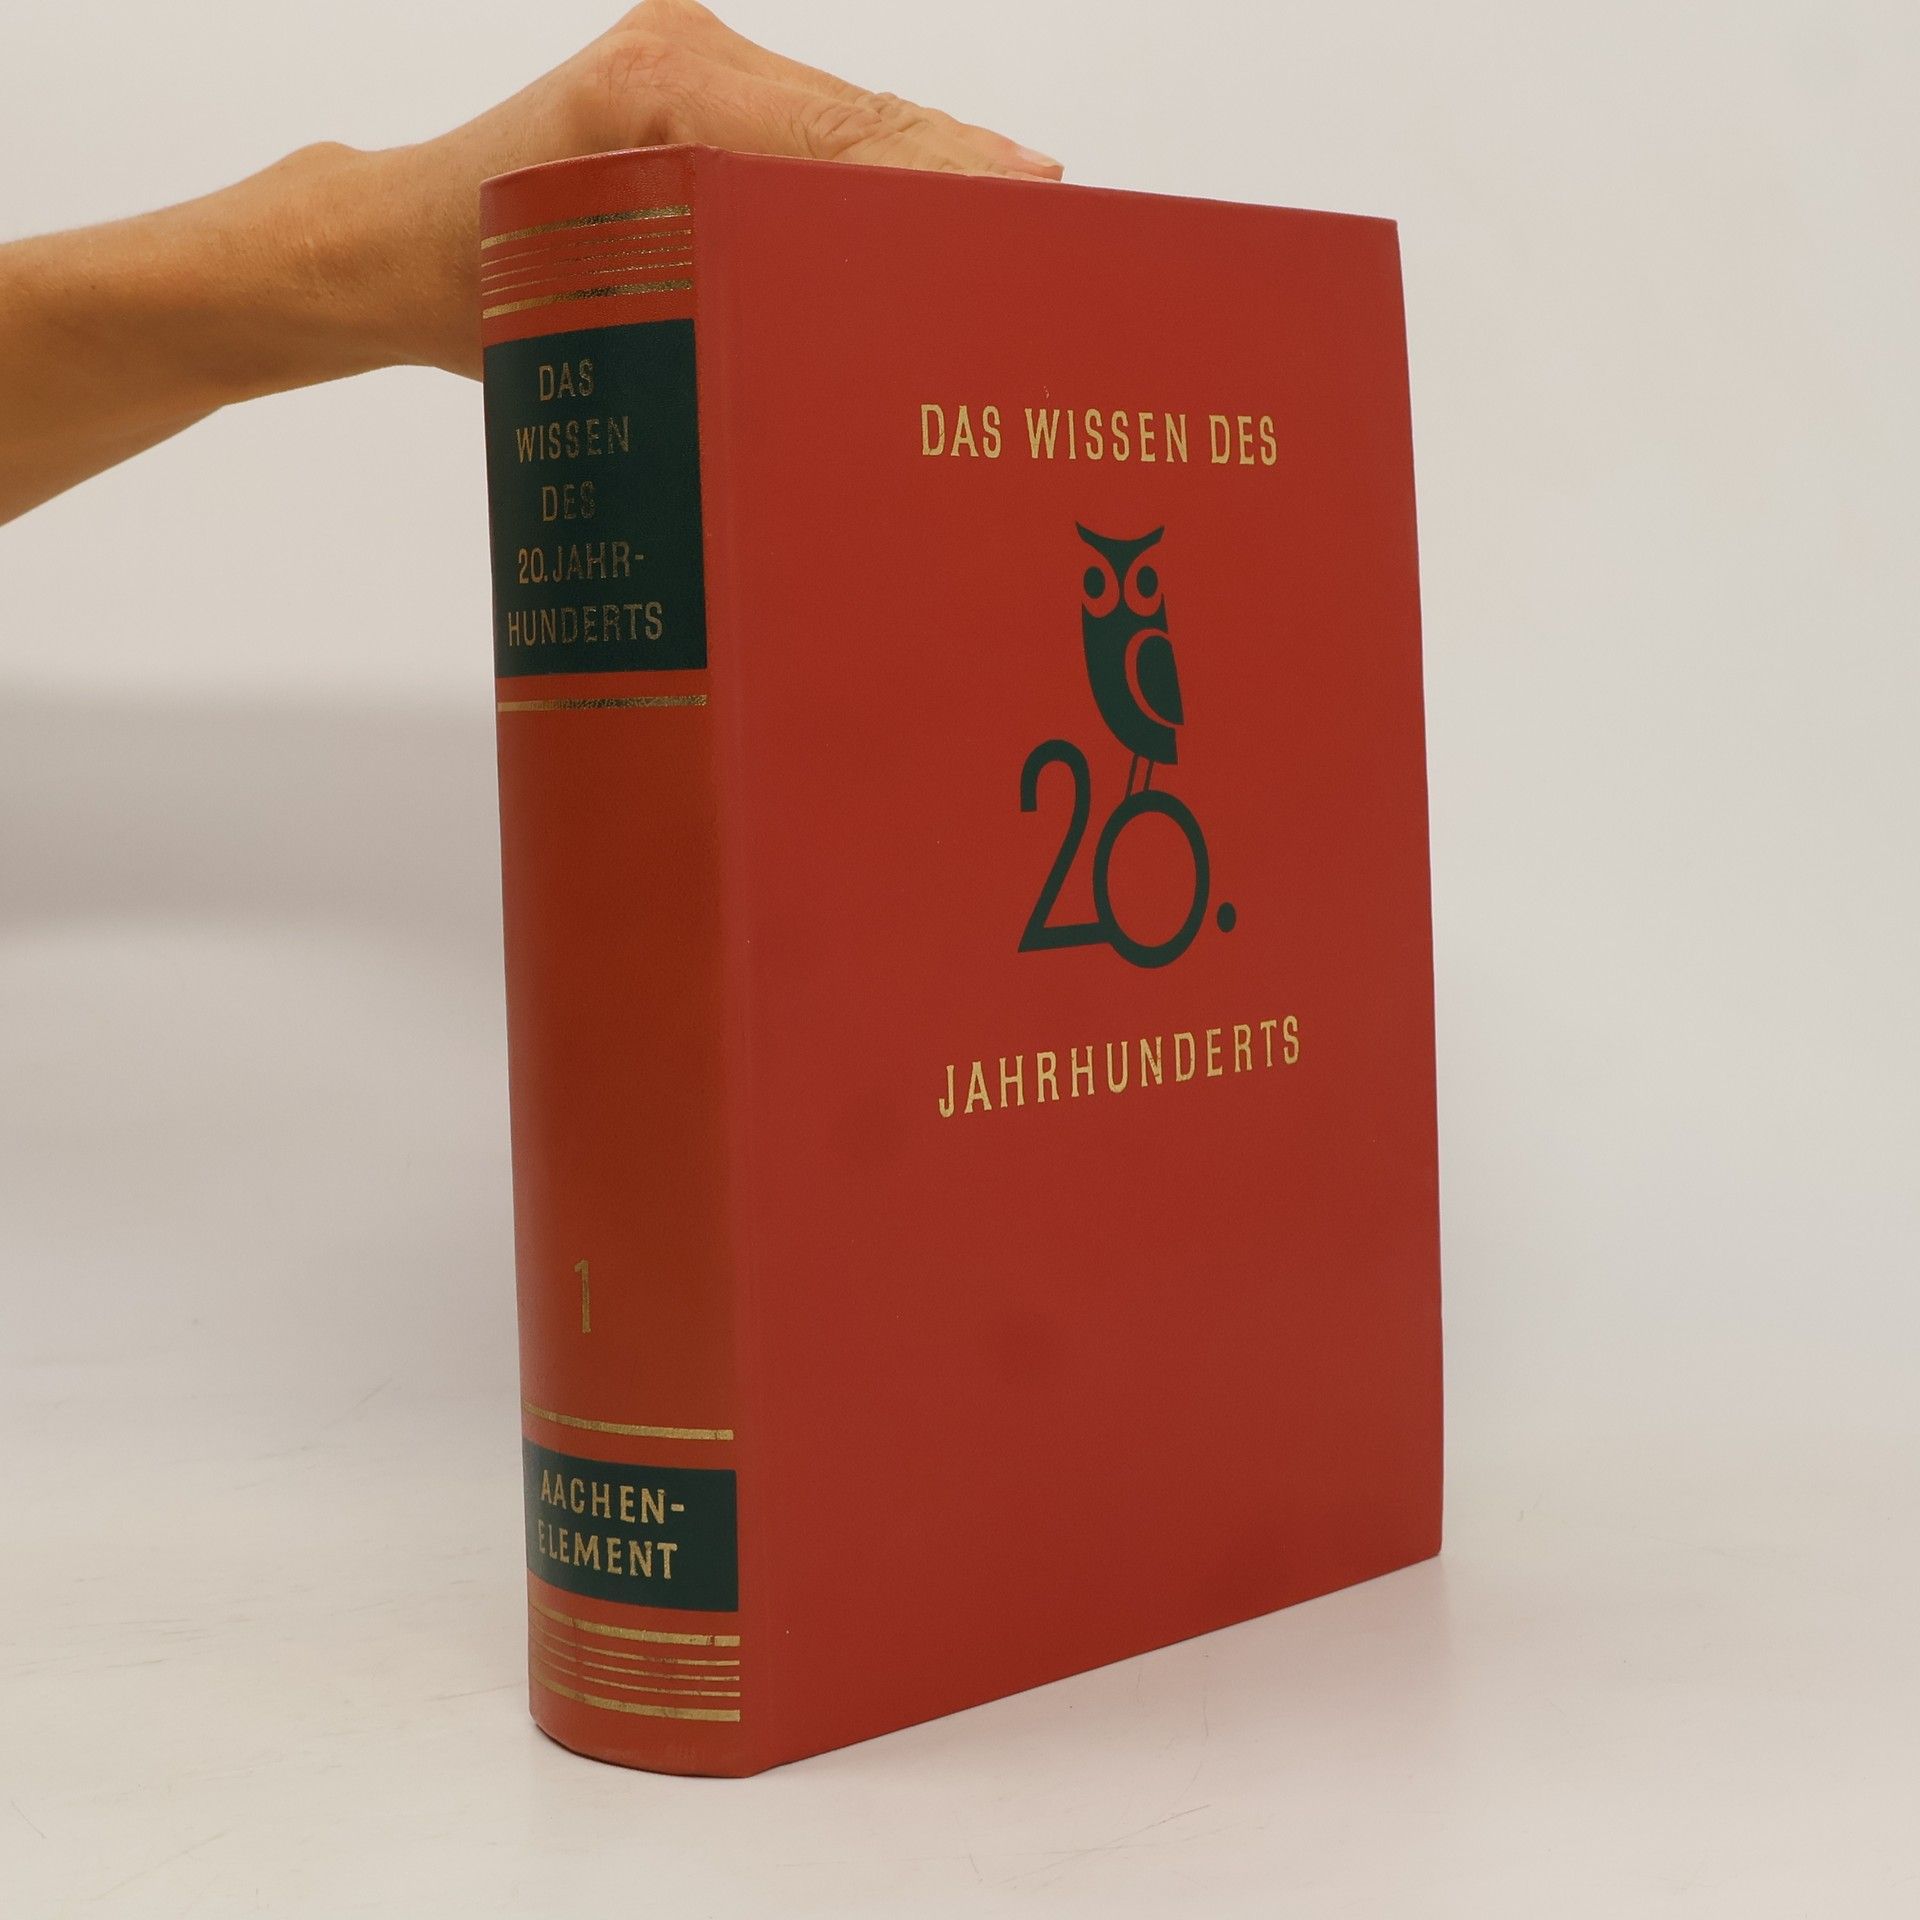 DAS
WISSEN
DES
20. JAHR-
HUNDERTS
1
AACHEN-
ELEMENT
DAS WISSEN DES
20.
JAHRHUNDERTS